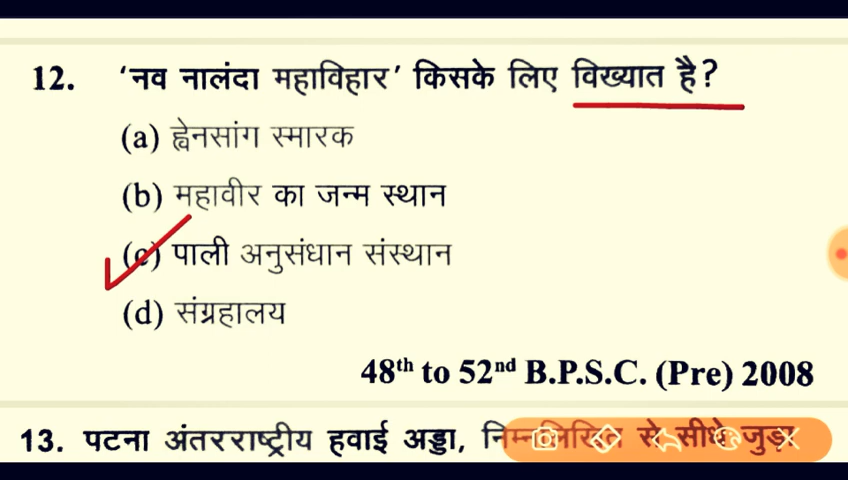 12. 'नव नालंदा महाविहार' किसके लिए विख्यात है?
(a) ह्वेनसांग स्मारक
(b) महावीर का जन्म स्थान
(c) पाली अनुसंधान संस्थान
(d) संग्रहालय
48th to 52nd B.P.S.C. (Pre) 2008
13. पटना अंतरराष्ट्रीय हवाई अड्डा, निम्नलिखित से सीधे जुड़ा